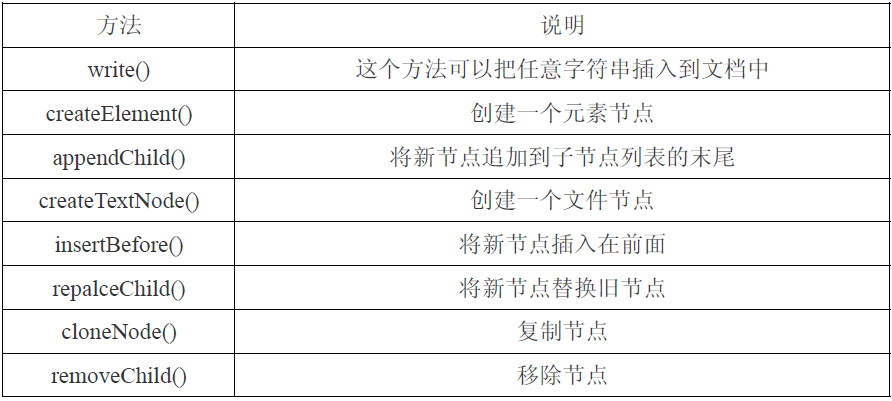 方法 说明
write() 这个方法可以把任意字符串插入到文档中
createElement() 创建一个元素节点
appendChild() 将新节点追加到子节点列表的末尾
createTextNode() 创建一个文件节点
insertBefore() 将新节点插入在前面
repalceChild() 将新节点替换旧节点
cloneNode() 复制节点
removeChild() 移除节点